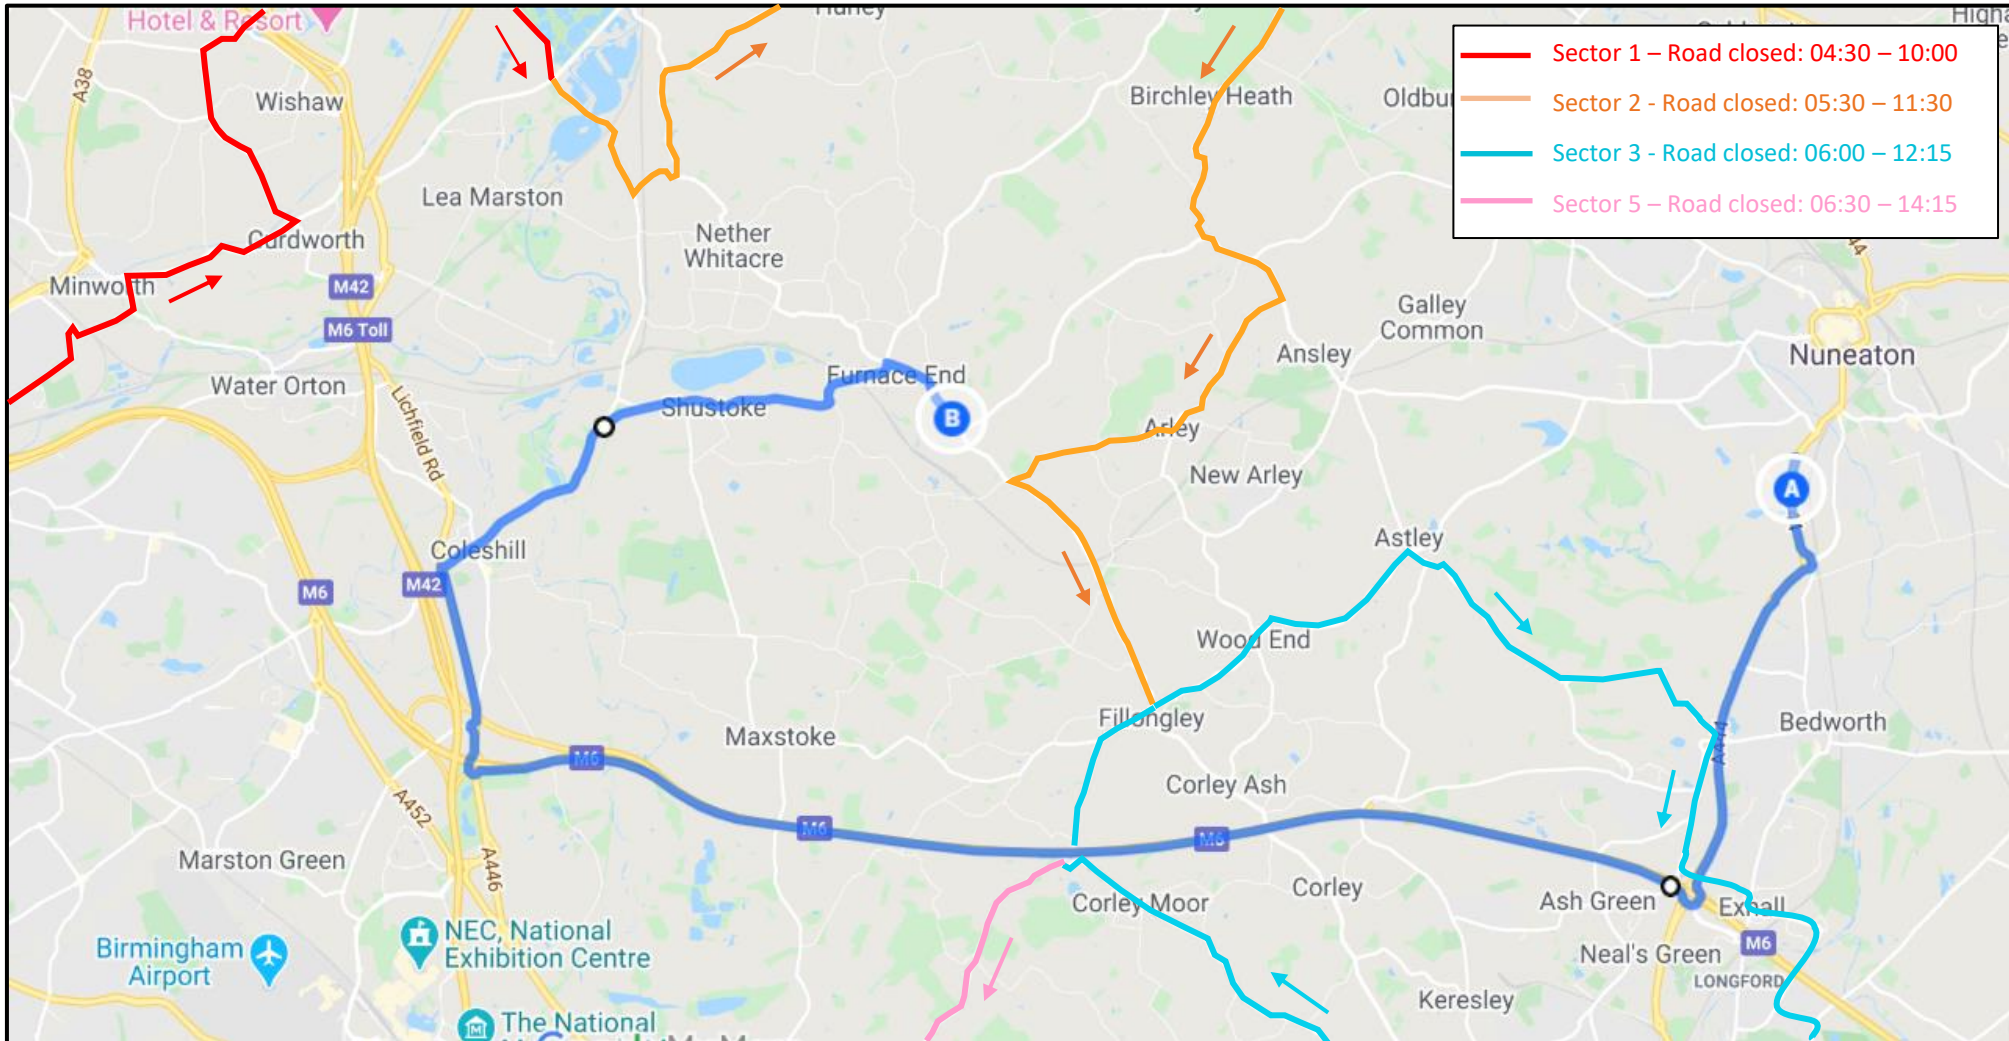 Hotel & Resort
Hurley
Sector 1 – Road closed: 04:30 – 10:00
Sector 2 - Road closed: 05:30 – 11:30
Sector 3 - Road closed: 06:00 – 12:15
Sector 5 – Road closed: 06:30 – 14:15
A38
Wishaw
Birchley Heath
Lea Marston
Curdworth
Nether
Whitacre
Minworth
M42
M6 Toll
Galley
Common
Ansley
Nuneaton
Water Orton
Lichfield Rd
Furnace End
Shustoke
B
Arley
New Arley
A
Astley
Coleshill
M42
M6
Wood End
Fillongley
Bedworth
A444
Maxstoke
M6
Corley Ash
A452
M6
M6
Marston Green
A446
Corley
Ash Green
Exhall
Corley Moor
NEC, National
Exhibition Centre
Birmingham
Airport
Neal's Green
M6
LONGFORD
Keresley
The National